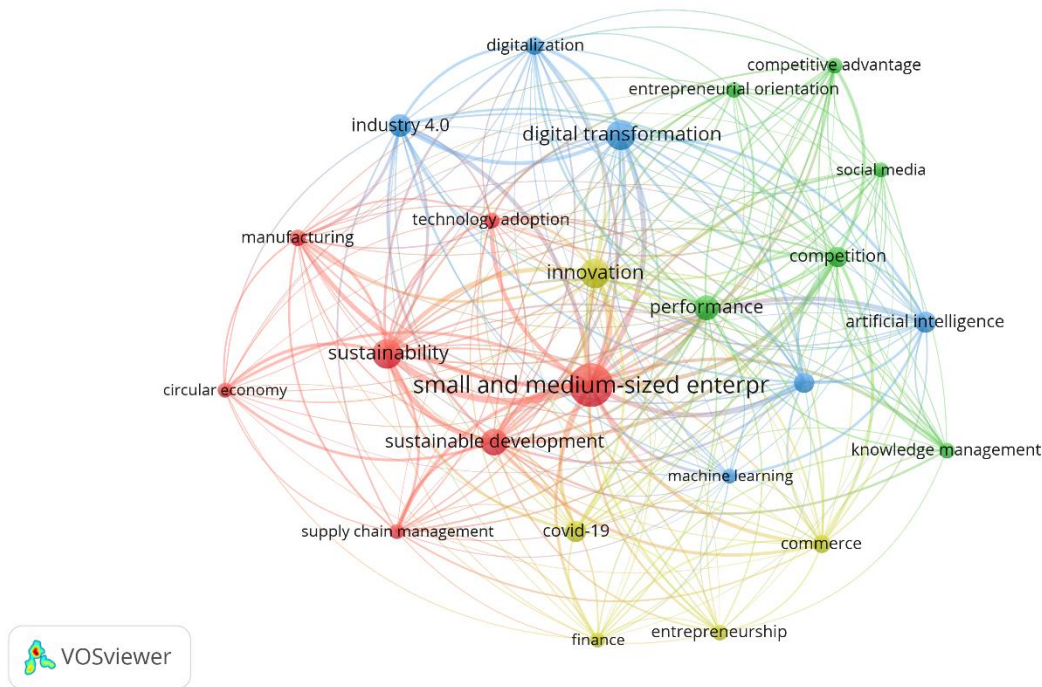 digitalization
competitive advantage
entrepreneurial orientation
industry 4.0
digital transformation
social media
technology adoption
manufacturing
competition
innovation
performance
artificial intelligence
sustainability
small and medium-sized enterpr
circular economy
sustainable development
knowledge management
machine learning
supply chain management
covid-19
commerce
finance
entrepreneurship
VOSviewer